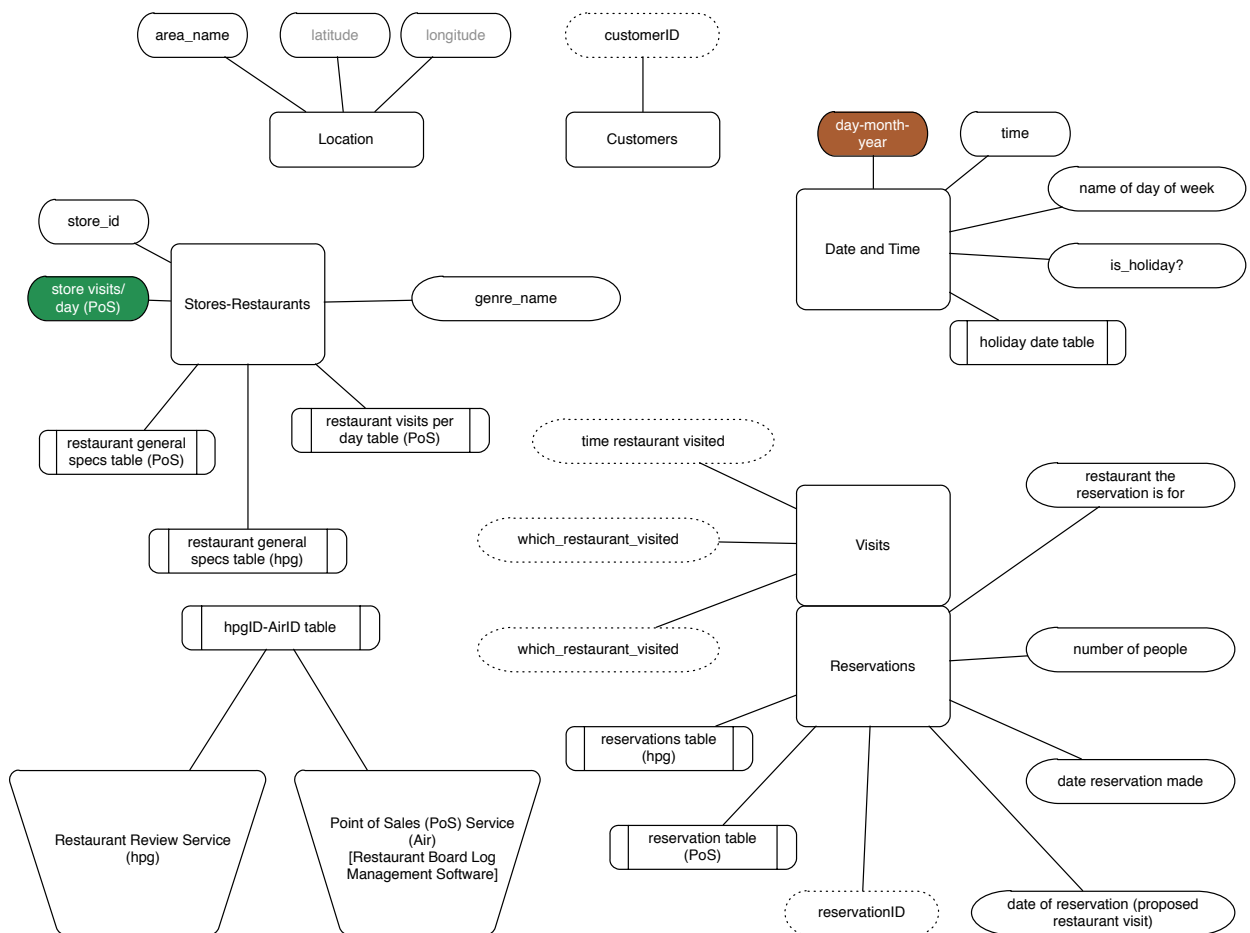 area_name
latitude
longitude
customerID
Location
Customers
day-month-
year
time
name of day of week
Date and Time
is_holiday?
holiday date table
store_id
store visits/
day (PoS)
Stores-Restaurants
genre_name
restaurant general
specs table (PoS)
restaurant visits per
day table (PoS)
restaurant general
specs table (hpg)
hpgID-AirID table
Restaurant Review Service
(hpg)
Point of Sales (PoS) Service
(Air)
[Restaurant Board Log
Management Software]
time restaurant visited
which_restaurant_visited
which_restaurant_visited
Visits
Reservations
restaurant the
reservation is for
number of people
date reservation made
reservations table
(hpg)
reservation table
(PoS)
reservationID
date of reservation (proposed
restaurant visit)